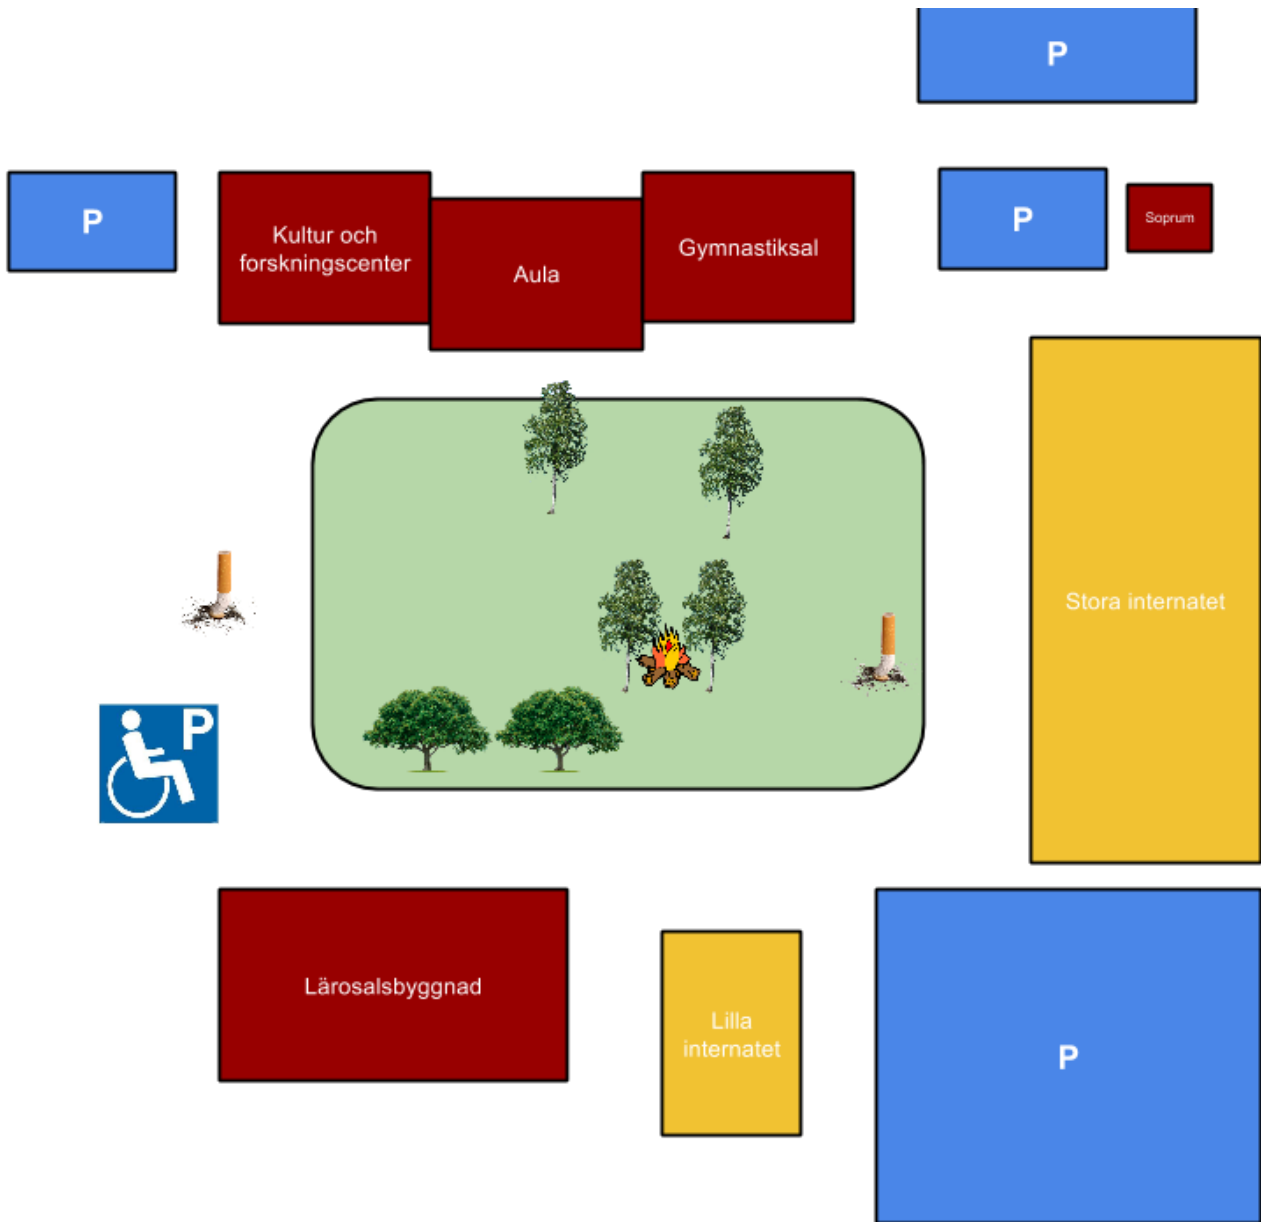 P
P
Kultur och
forskningscenter
Aula
Gymnastiksal
P
Soprum
Stora internatet
P
Lärosalsbyggnad
Lilla
internatet
P